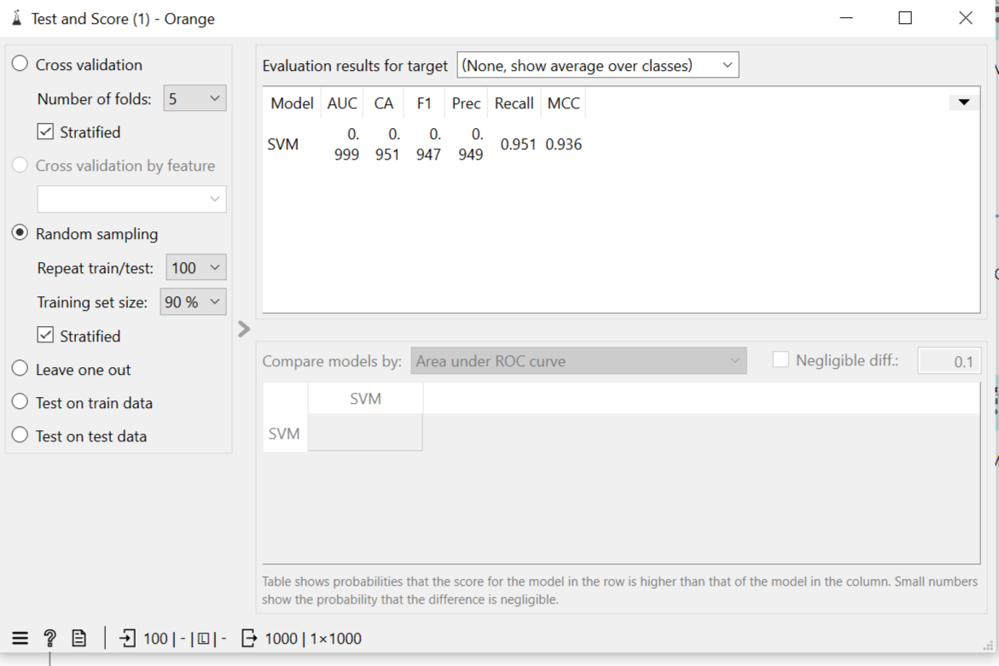 Test and Score (1) - Orange
Cross validation
Number of folds: 5
Stratified
Cross validation by feature
Random sampling
Repeat train/test: 100
Training set size: 90 %
Stratified
Leave one out
Test on train data
Test on test data
Evaluation results for target (None, show average over classes)
Model AUC CA F1 Prec Recall MCC
SVM 0.999 0.951 0.947 0.949 0.951 0.936
Compare models by: Area under ROC curve Negligible diff.: 0.1
SVM
SVM
Table shows probabilities that the score for the model in the row is higher than that of the model in the column. Small numbers
show the probability that the difference is negligible.
100 | - | L | - 1000 | 1×1000